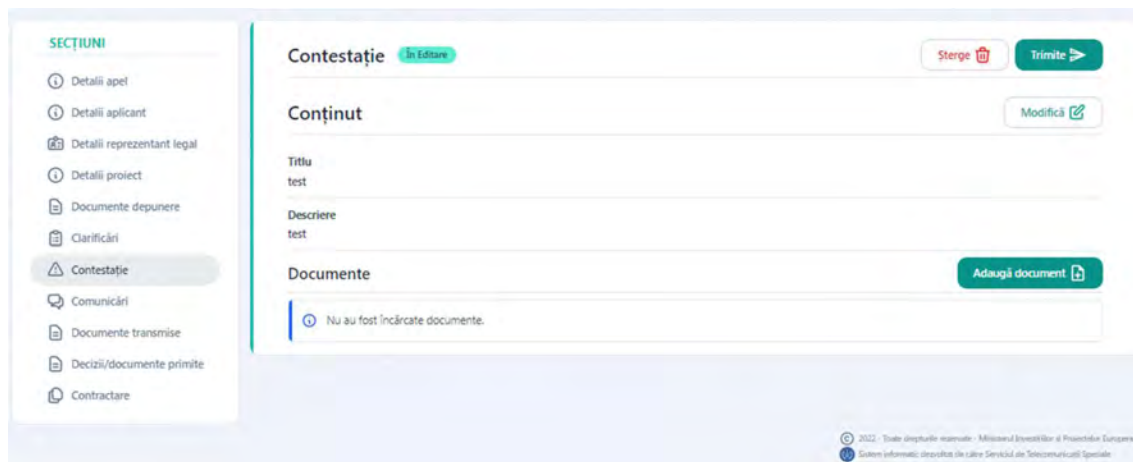 SECȚIUNI
Detalii apel
Detalii aplicant
Detalii reprezentant legal
Detalii proiect
Documente depunere
Clarificări
Contestație
Comunicări
Documente transmise
Decizii/documente primite
Contractare
Contestație În Editare
Șterge Trimite
Conținut Modifică
Titlu
test
Descriere
test
Documente Adaugă document
Nu au fost încărcate documente.
2022 - Toate drepturile rezervate - Ministerul Investițiilor și Proiectelor Europene
Sistem informatic dezvoltat de către Serviciul de Telecomunicații Speciale